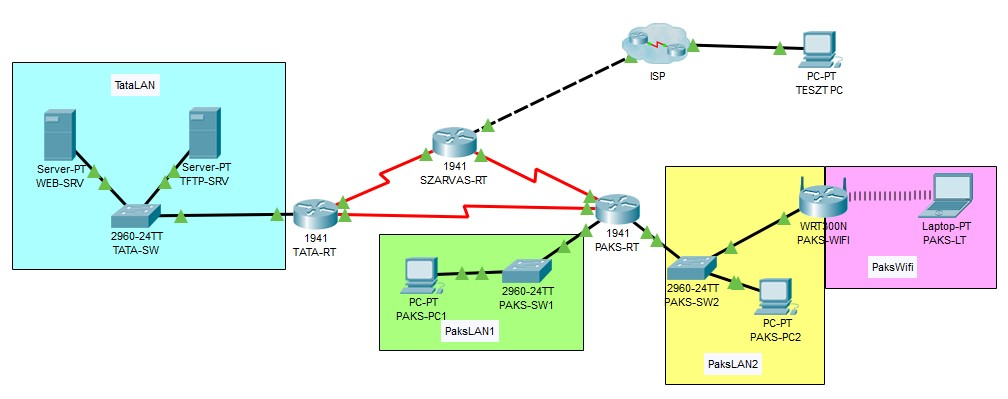 ISP
PC-PT
TESZT PC
TataLAN
Server-PT
WEB-SRV
Server-PT
TFTP-SRV
2960-24TT
TATA-SW
1941
SZARVAS-RT
1941
TATA-RT
1941
PAKS-RT
WRT300N
PAKS-WIFI
Laptop-PT
PAKS-LT
PaksWifi
PC-PT
PAKS-PC1
2960-24TT
PAKS-SW1
PaksLAN1
2960-24TT
PAKS-SW2
PC-PT
PAKS-PC2
PaksLAN2